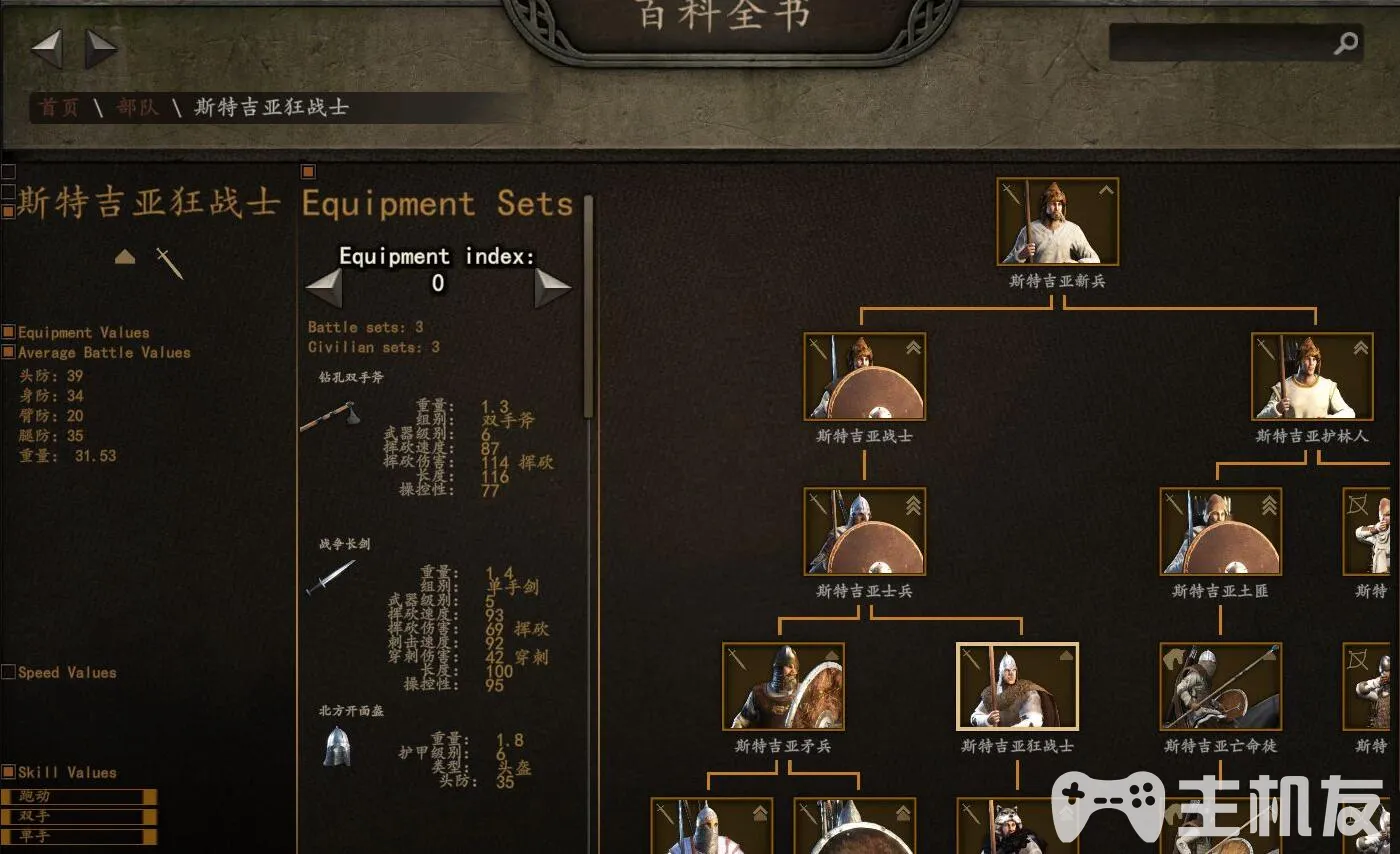 百科全书
首页 \ 部队 \ 斯特吉亚狂战士
斯特吉亚狂战士
Equipment Values
Average Battle Values
头防: 39
身防: 34
臂防: 20
腿防: 35
重量: 31.53
Speed Values
Skill Values
跑动
双手
单手
Equipment Sets
Equipment index:
0
Battle sets: 3
Civilian sets: 3
钻孔双手斧
重量: 1.3
组别: 双手斧
武器级别: 6
挥砍速度: 87
挥砍伤害: 114 挥砍
长度: 116
操控性: 77
战争长剑
重量: 1.4
组别: 单手剑
武器级别: 5
挥砍速度: 93
挥砍伤害: 69 挥砍
刺击速度: 92
穿刺伤害: 42 穿刺
长度: 100
操控性: 95
北方开面盔
重量: 1.8
护甲级别: 6
类型: 头盔
头防: 35
斯特吉亚新兵
斯特吉亚战士
斯特吉亚护林人
斯特吉亚士兵
斯特吉亚土匪
斯特
斯特吉亚矛兵
斯特吉亚狂战士
斯特吉亚亡命徒
斯特
主机友